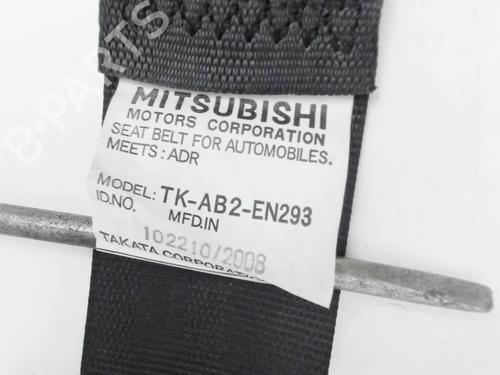 B-PARTS
MITSUBISHI
MOTORS CORPORATION
SEAT BELT FOR AUTOMOBILES.
MEETS : ADR
MODEL: TK-AB2-EN293
ID.NO. MFD.IN
102210/2008
TAKATA CORPORATION